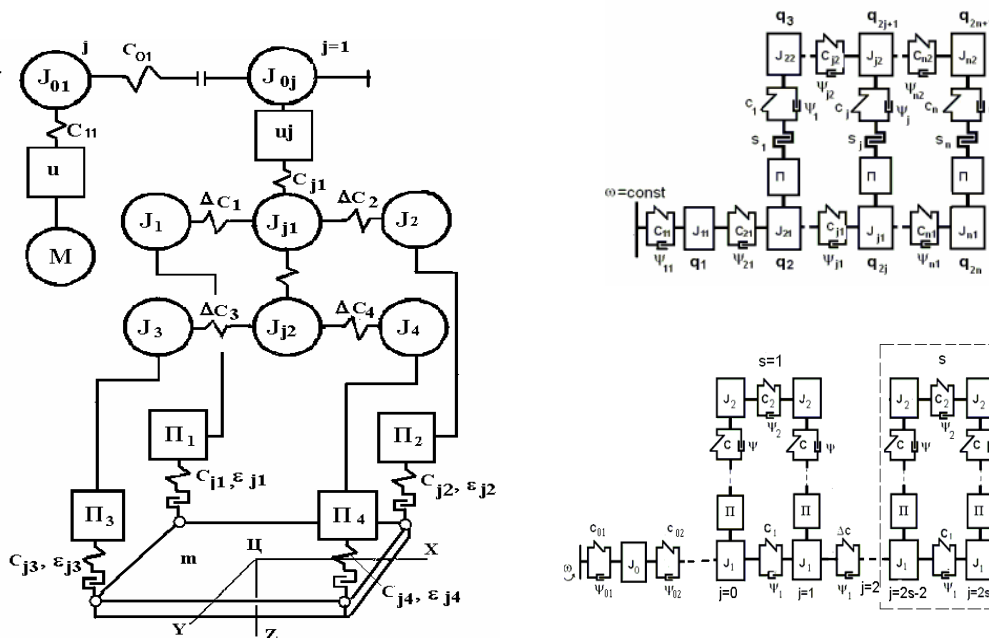 j C01 j=1
J01 J0j
C11
u uj
Cj1
ΔC1 ΔC2
J1 Jj1 J2
M
ΔC3 ΔC4
J3 Jj2 J4
П1 П2
Cj1, εj1 Cj2, εj2
П3 П4
Cj3, εj3 m Ц X
Cj4, εj4
Y Z
q3 q2j+1 q2n+
J22 Cj2 Jj2 Cn2 Jn2
Ψj2 Ψn2
C1 Ψ1 Cj Ψj Cn
s1 sj sn
П П П
ω=const
C11 J11 C21 J21 Cj1 Jj1 Cn1 Jn1
Ψ11 q1 Ψ21 q2 Ψj1 q2j Ψn1 q2n
s=1 s
J2 C2 J2 J2 C2 J2
Ψ2 Ψ2
C Ψ C Ψ C Ψ C
П П П П
C01 C02 C1 Δc C1
ω J0 J1 J1 J1 J1
Ψ01 Ψ02 j=0 Ψ1 j=1 Ψ1 j=2 j=2s-2 Ψ1 j=2s